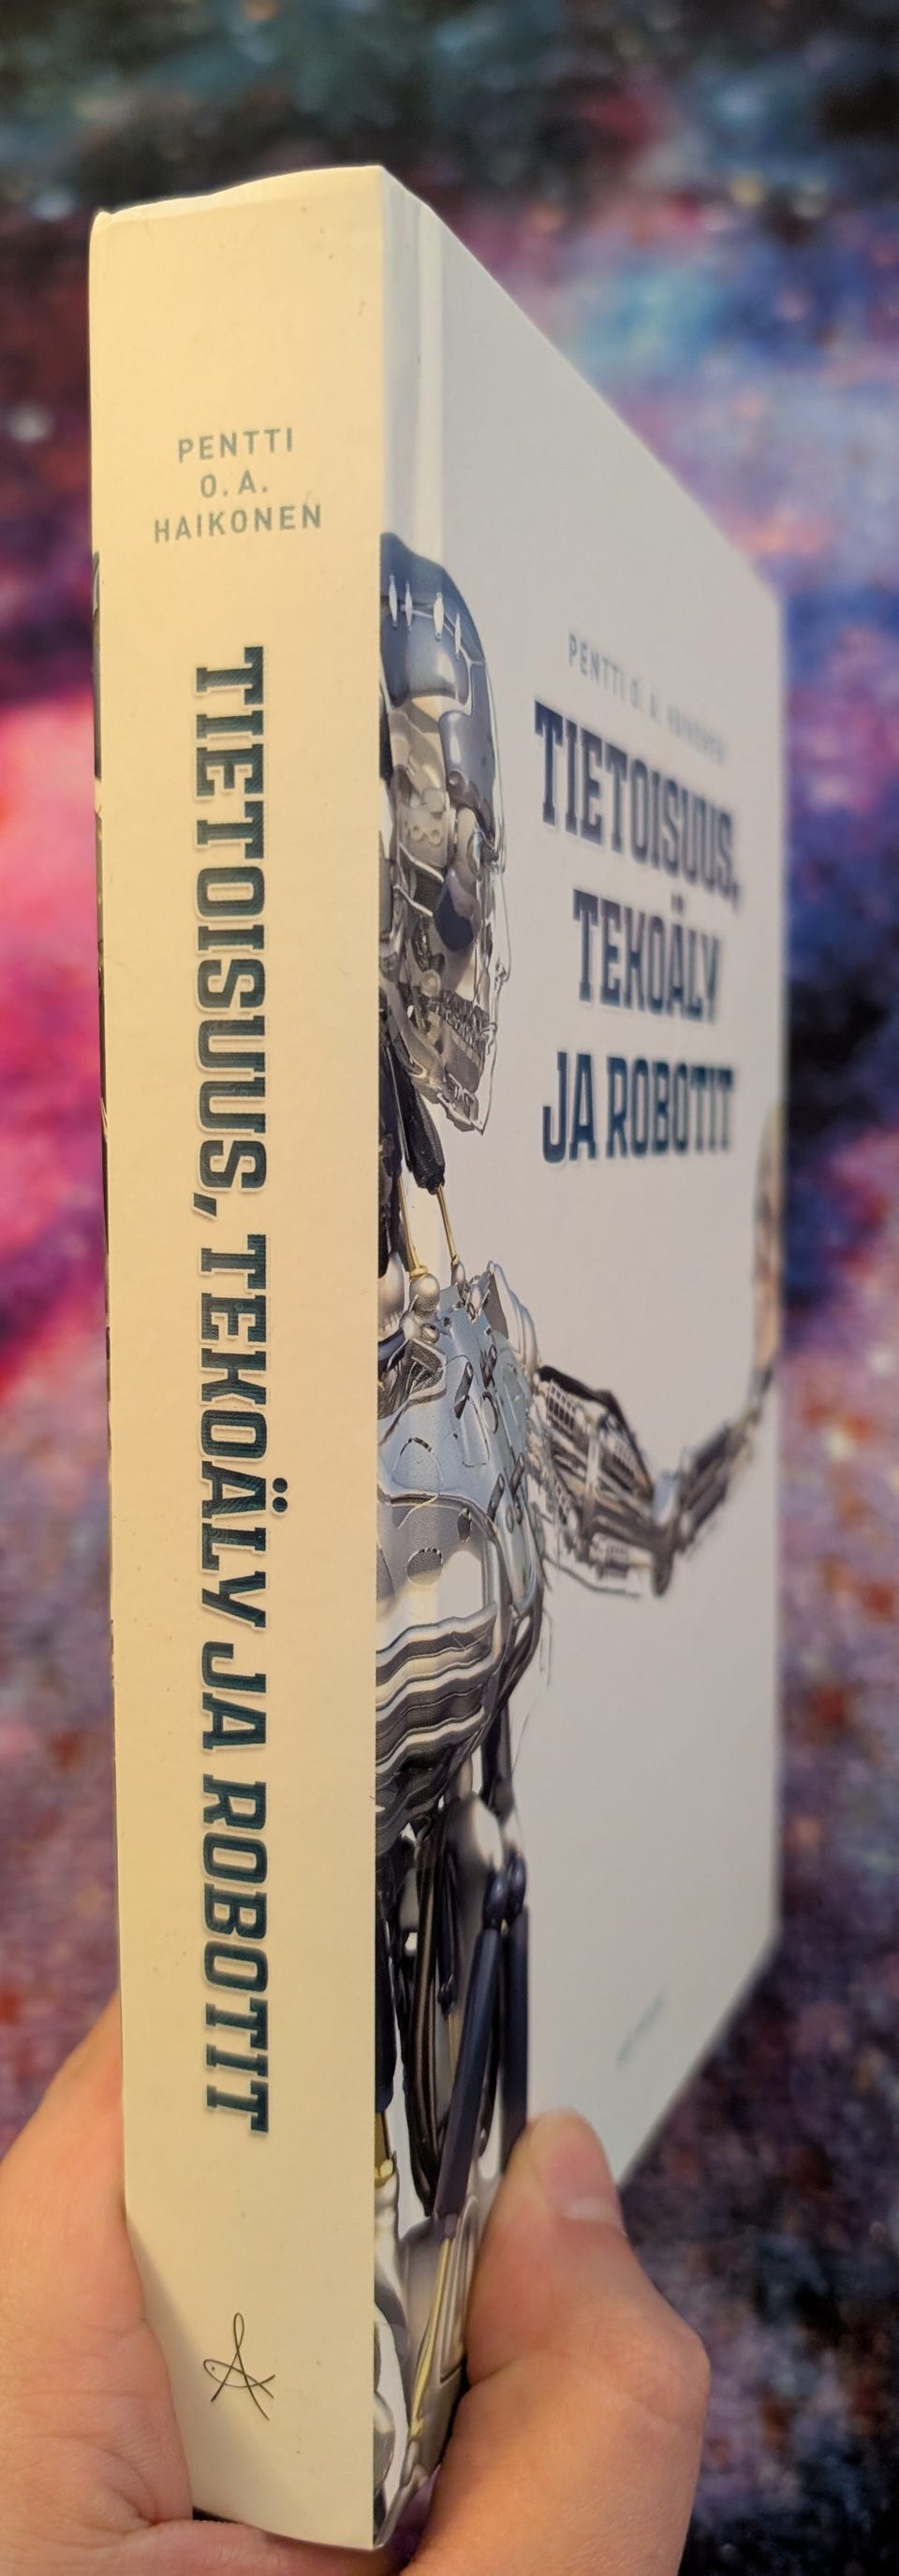 PENTTI
O. A.
HAIKONEN
TIETOISUUS, TEKOÄLY JA ROBOTIT
PENTTI O. A. HAIKONEN
TIETOISUUS,
TEKOÄLY
JA ROBOTIT